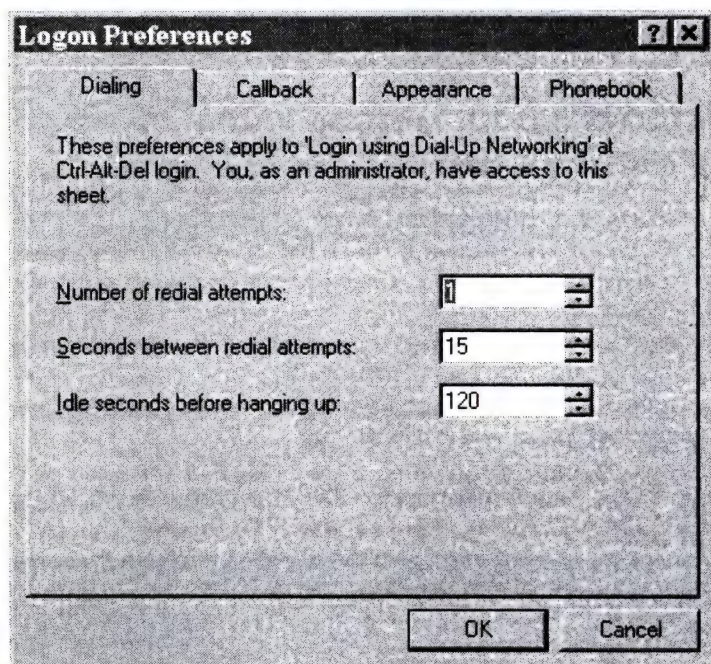 Logon Preferences
Dialing Callback Appearance Phonebook
These preferences apply to 'Login using Dial-Up Networking' at
Ctrl-Alt-Del login. You, as an administrator, have access to this
sheet.
Number of redial attempts: 1
Seconds between redial attempts: 15
Idle seconds before hanging up: 120
OK Cancel